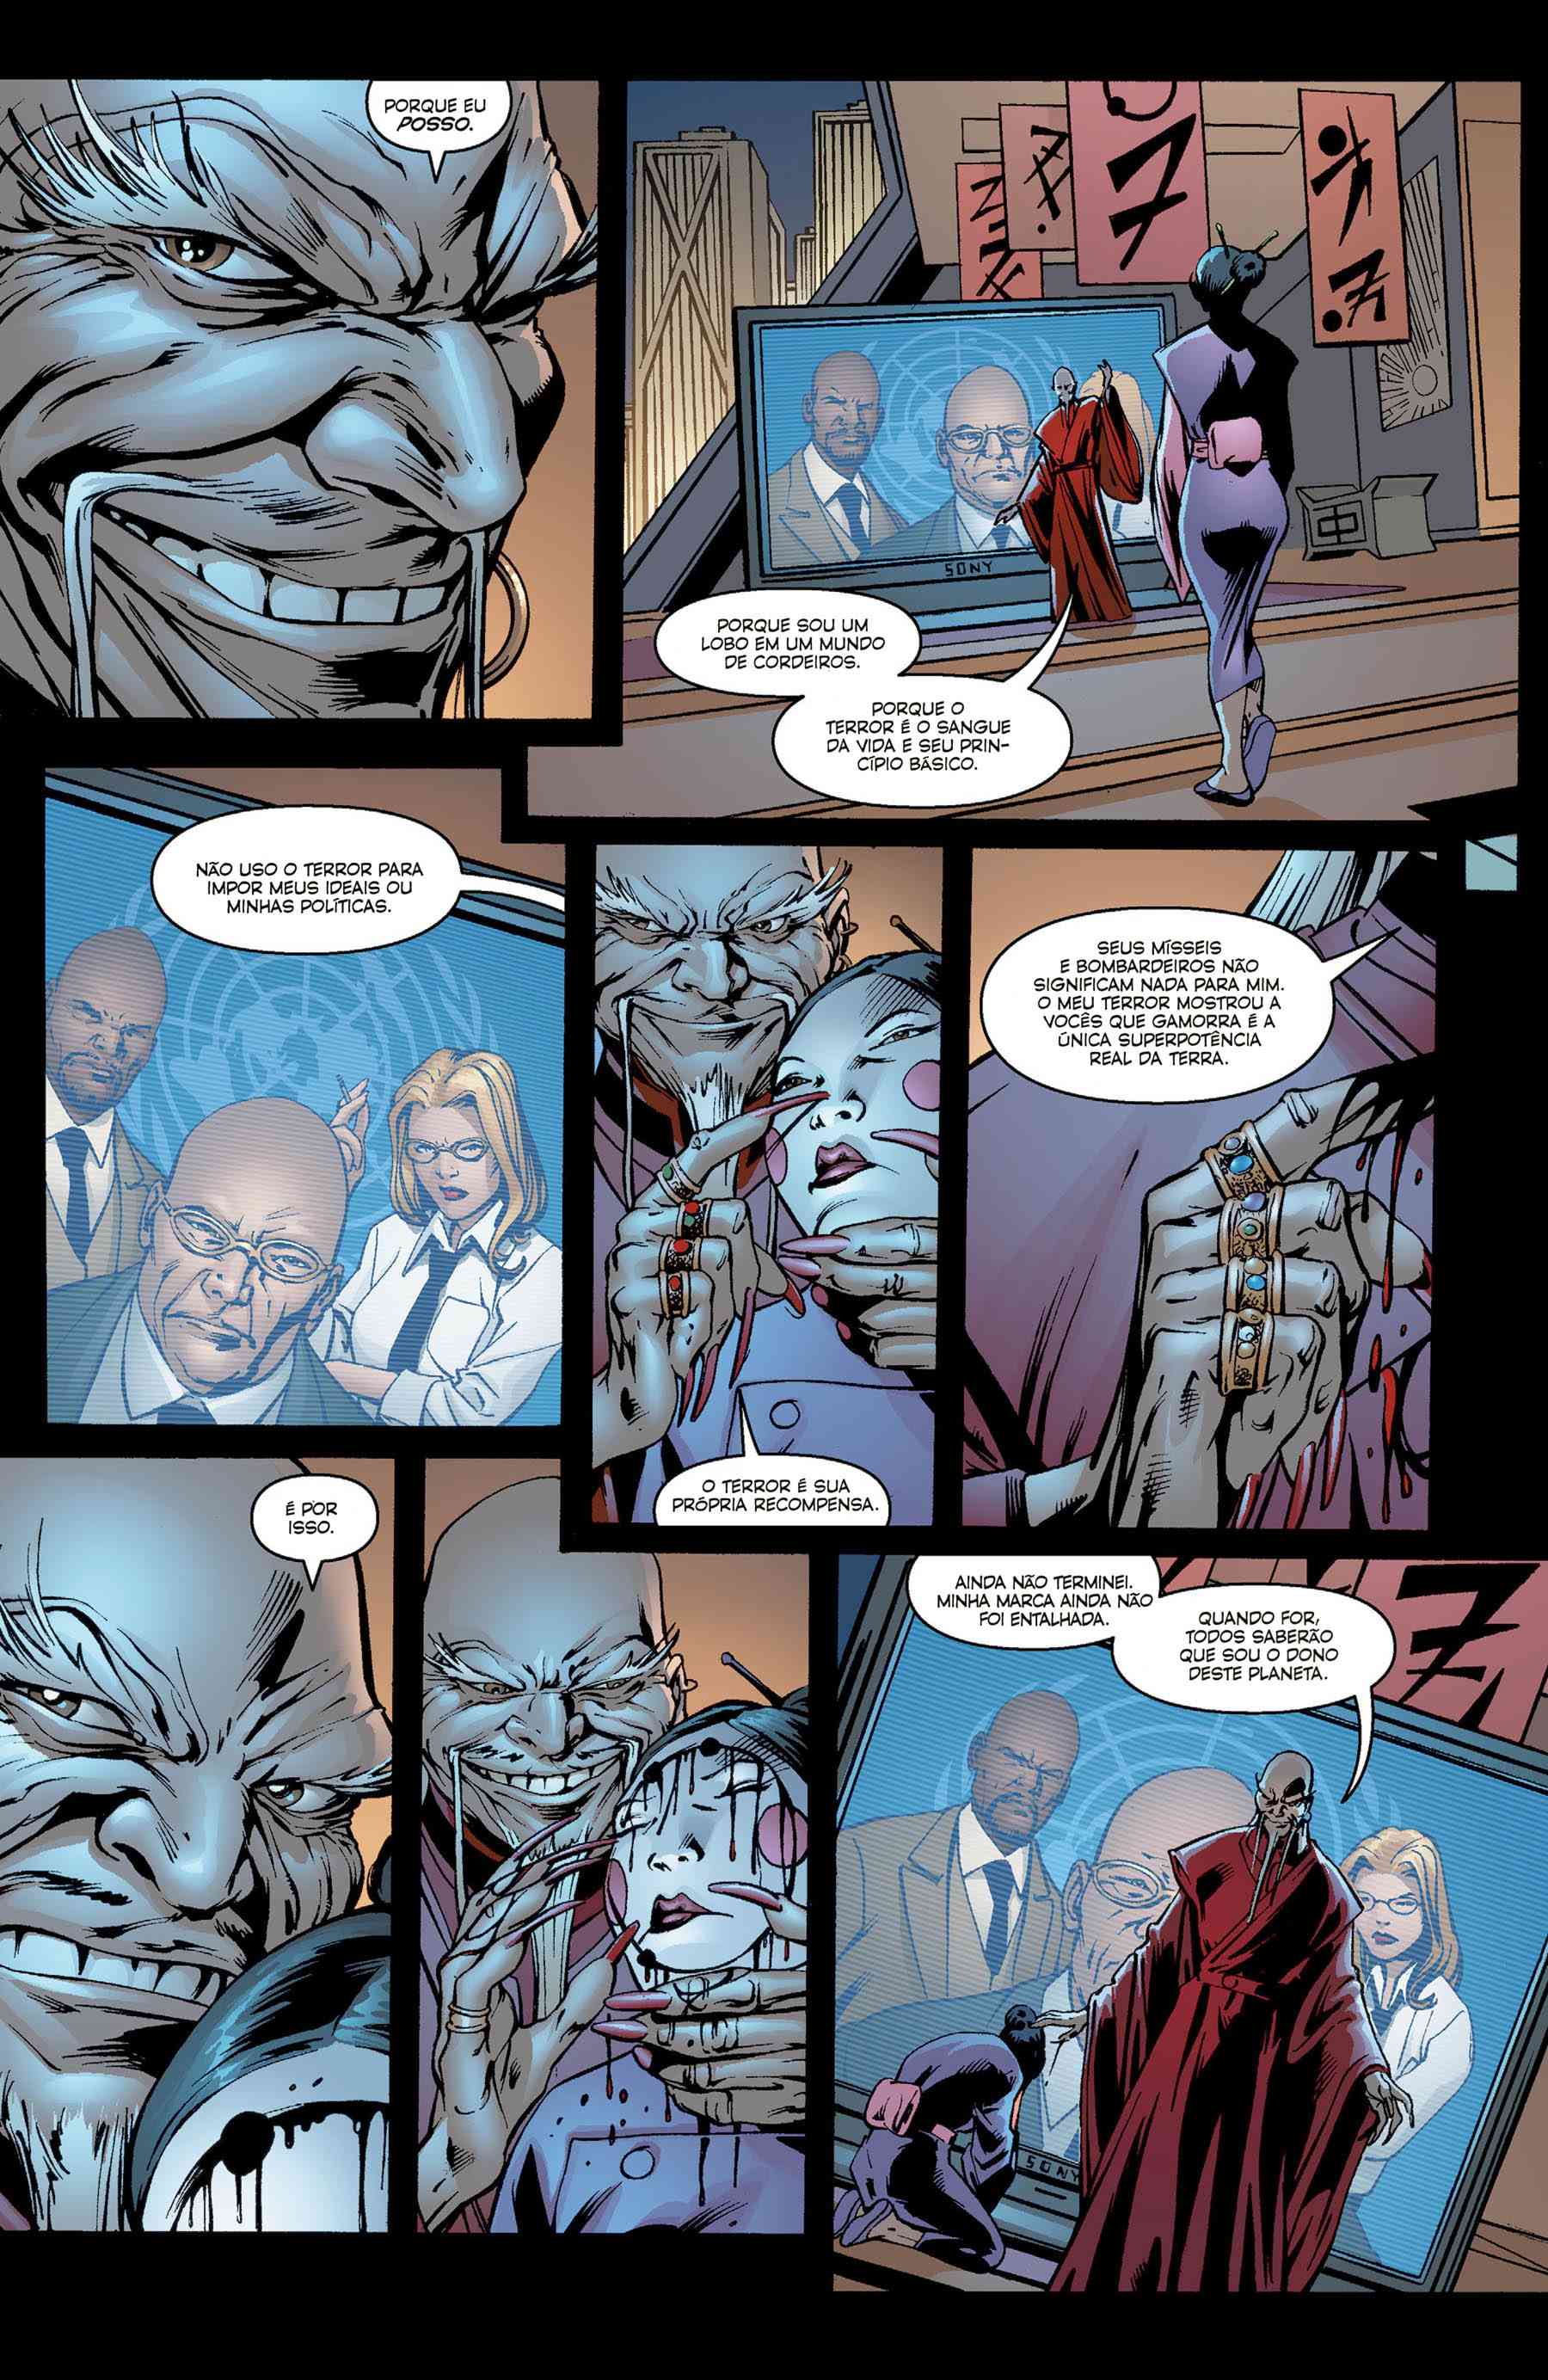 PORQUE EU
POSSO.
SONY
PORQUE SOU UM
LOBO EM UM MUNDO
DE CORDEIROS.
PORQUE O
TERROR É O SANGUE
DA VIDA E SEU PRIN-
CÍPIO BÁSICO.
NÃO USO O TERROR PARA
IMPOR MEUS IDEAIS OU
MINHAS POLÍTICAS.
O TERROR É SUA
PRÓPRIA RECOMPENSA.
SEUS MÍSSEIS
E BOMBARDEIROS NÃO
SIGNIFICAM NADA PARA MIM.
O MEU TERROR MOSTROU A
VOCÊS QUE GAMORRA É A
ÚNICA SUPERPOTÊNCIA
REAL DA TERRA.
É POR
ISSO.
AINDA NÃO TERMINEI.
MINHA MARCA AINDA NÃO
FOI ENTALHADA.
QUANDO FOR,
TODOS SABERÃO
QUE SOU O DONO
DESTE PLANETA.
SONY